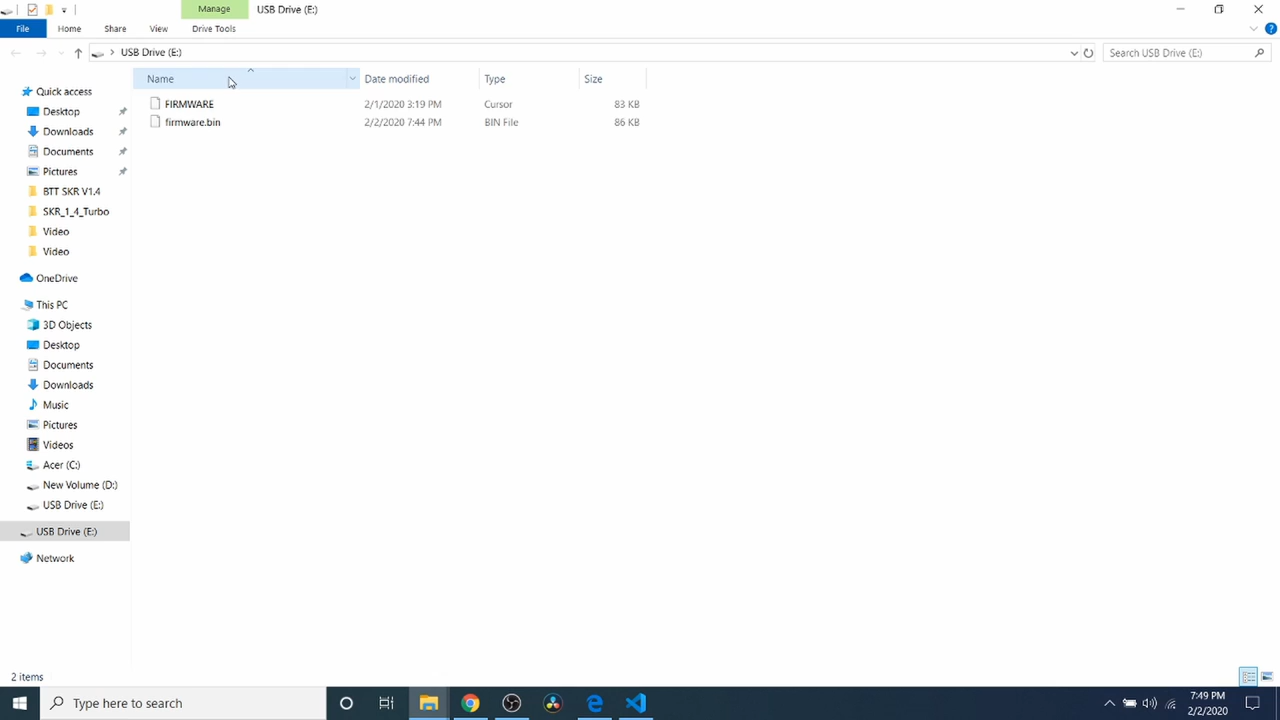 Manage
USB Drive (E:)
File
Home
Share
View
Drive Tools
USB Drive (E:)
Search USB Drive (E:)
Name
Date modified
Type
Size
FIRMWARE
2/1/2020 3:19 PM
Cursor
83 KB
firmware.bin
2/2/2020 7:44 PM
BIN File
86 KB
Quick access
Desktop
Downloads
Documents
Pictures
BTT SKR V1.4
SKR_1_4_Turbo
Video
Video
OneDrive
This PC
3D Objects
Desktop
Documents
Downloads
Music
Pictures
Videos
Acer (C:)
New Volume (D:)
USB Drive (E:)
USB Drive (E:)
Network
2 items
Type here to search
7:49 PM
2/2/2020